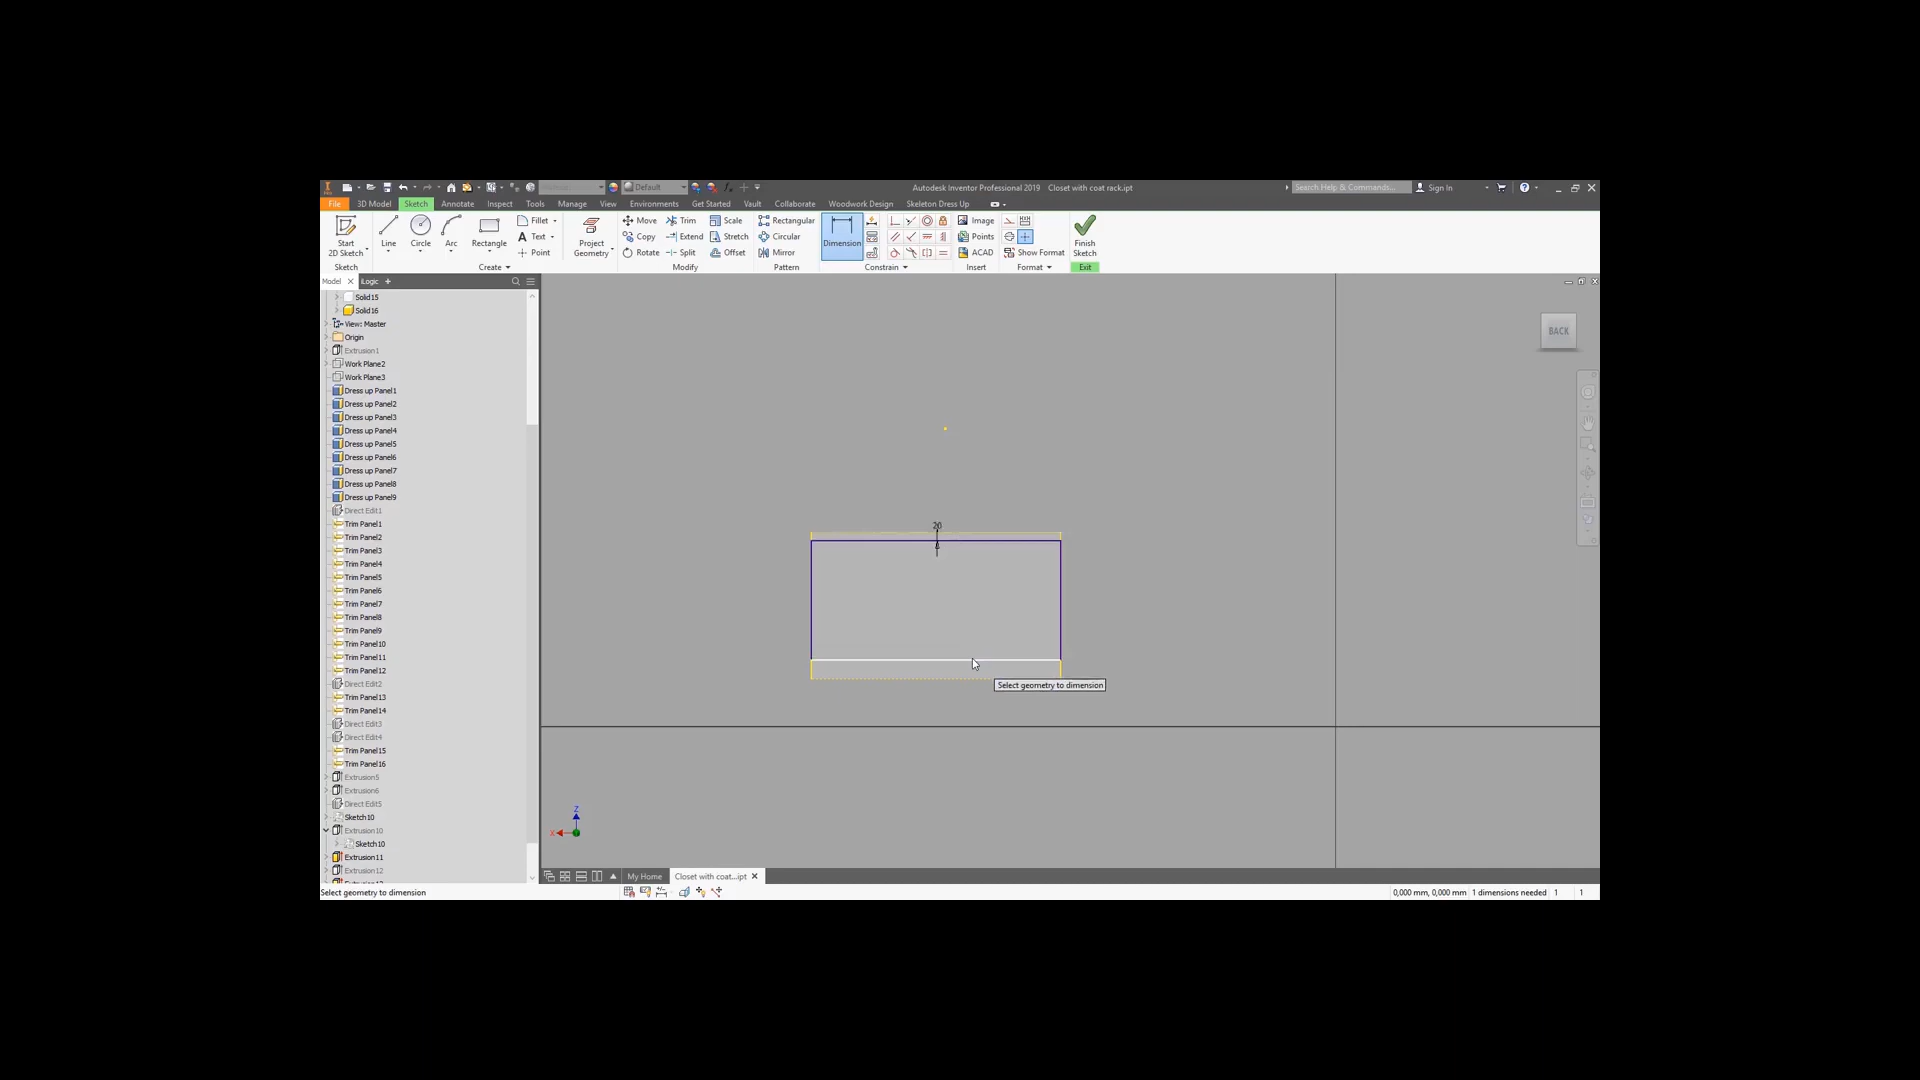 Default
Autodesk Inventor Professional 2019 Closet with coat rack.ipt
Search Help & Commands...
Sign In
File 3D Model Sketch Annotate Inspect Tools Manage View Environments Get Started Vault Collaborate Woodwork Design Skeleton Dress Up
Start
2D Sketch
Line
Circle
Arc
Rectangle
Fillet
Text
Point
Project
Geometry
Move
Copy
Rotate
Trim
Extend
Split
Scale
Stretch
Offset
Rectangular
Circular
Mirror
Dimension
Image
Points
ACAD
Show Format
Finish
Sketch
Sketch Create Modify Pattern Constrain Insert Format Exit
Model iLogic +
Solid15
Solid16
View: Master
Origin
Extrusion1
Work Plane2
Work Plane3
Dress up Panel1
Dress up Panel2
Dress up Panel3
Dress up Panel4
Dress up Panel5
Dress up Panel6
Dress up Panel7
Dress up Panel8
Dress up Panel9
Direct Edit1
Trim Panel1
Trim Panel2
Trim Panel3
Trim Panel4
Trim Panel5
Trim Panel6
Trim Panel7
Trim Panel8
Trim Panel9
Trim Panel10
Trim Panel11
Trim Panel12
Direct Edit2
Trim Panel13
Trim Panel14
Direct Edit3
Direct Edit4
Trim Panel15
Trim Panel16
Extrusion5
Extrusion6
Direct Edit5
Sketch10
Extrusion10
Sketch10
Extrusion11
Extrusion12
BACK
20
Select geometry to dimension
Z
X
My Home Closet with coat...ipt
Select geometry to dimension
0,000 mm, 0,000 mm 1 dimensions needed 1 1